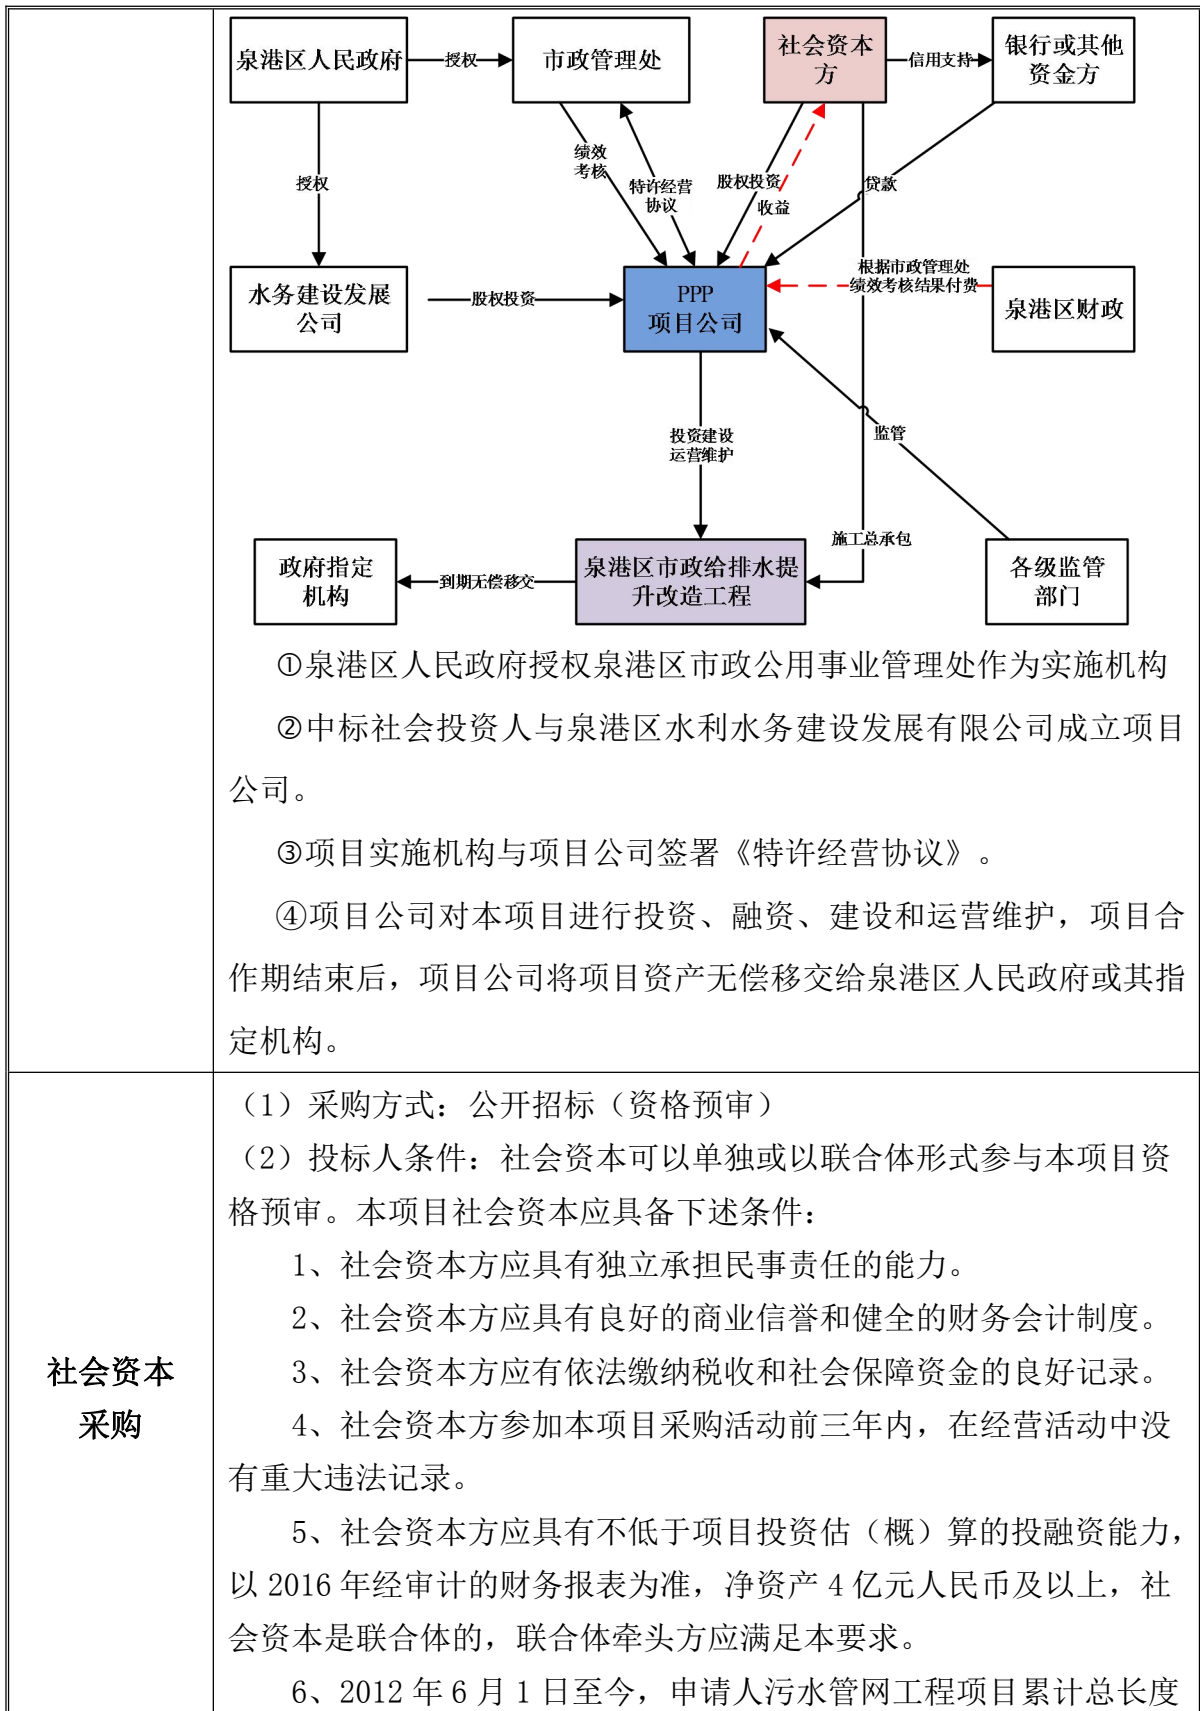 泉港区人民政府
授权
市政管理处
社会资本
方
信用支持
银行或其他
资金方
绩效
考核
授权
特许经营
协议
股权投资
收益
贷款
水务建设发展
公司
股权投资
PPP
项目公司
根据市政管理处
绩效考核结果付费
泉港区财政
投资建设
运营维护
监管
施工总承包
政府指定
机构
到期无偿移交
泉港区市政给排水提
升改造工程
各级监管
部门
①泉港区人民政府授权泉港区市政公用事业管理处作为实施机构
②中标社会投资人与泉港区水利水务建设发展有限公司成立项目
公司。
③项目实施机构与项目公司签署《特许经营协议》。
④项目公司对本项目进行投资、融资、建设和运营维护，项目合
作期结束后，项目公司将项目资产无偿移交给泉港区人民政府或其指
定机构。
社会资本
采购
（1）采购方式：公开招标（资格预审）
（2）投标人条件：社会资本可以单独或以联合体形式参与本项目资
格预审。本项目社会资本应具备下述条件：
1、社会资本方应具有独立承担民事责任的能力。
2、社会资本方应具有良好的商业信誉和健全的财务会计制度。
3、社会资本方应有依法缴纳税收和社会保障资金的良好记录。
4、社会资本方参加本项目采购活动前三年内，在经营活动中没
有重大违法记录。
5、社会资本方应具有不低于项目投资估（概）算的投融资能力，
以 2016 年经审计的财务报表为准，净资产 4 亿元人民币及以上，社
会资本是联合体的，联合体牵头方应满足本要求。
6、2012 年 6 月 1 日至今，申请人污水管网工程项目累计总长度